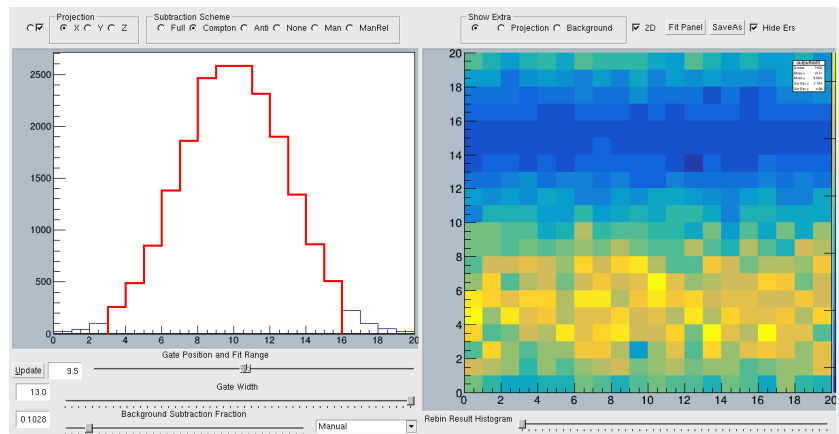 Projection
X Y Z
Subtraction Scheme
Full Compton Anti None Man ManRel
Show Extra
Projection Background
2D
Fit Panel
SaveAs
Hide Ers
2500
2000
1500
1000
500
0
0 2 4 6 8 10 12 14 16 18 20
20
18
16
14
12
10
8
6
4
2
0
0 2 4 6 8 10 12 14 16 18 20
Gate Position and Fit Range
Update 9.5
Gate Width
13.0
Background Subtraction Fraction
0.1028
Manual
Rebin Result Histogram